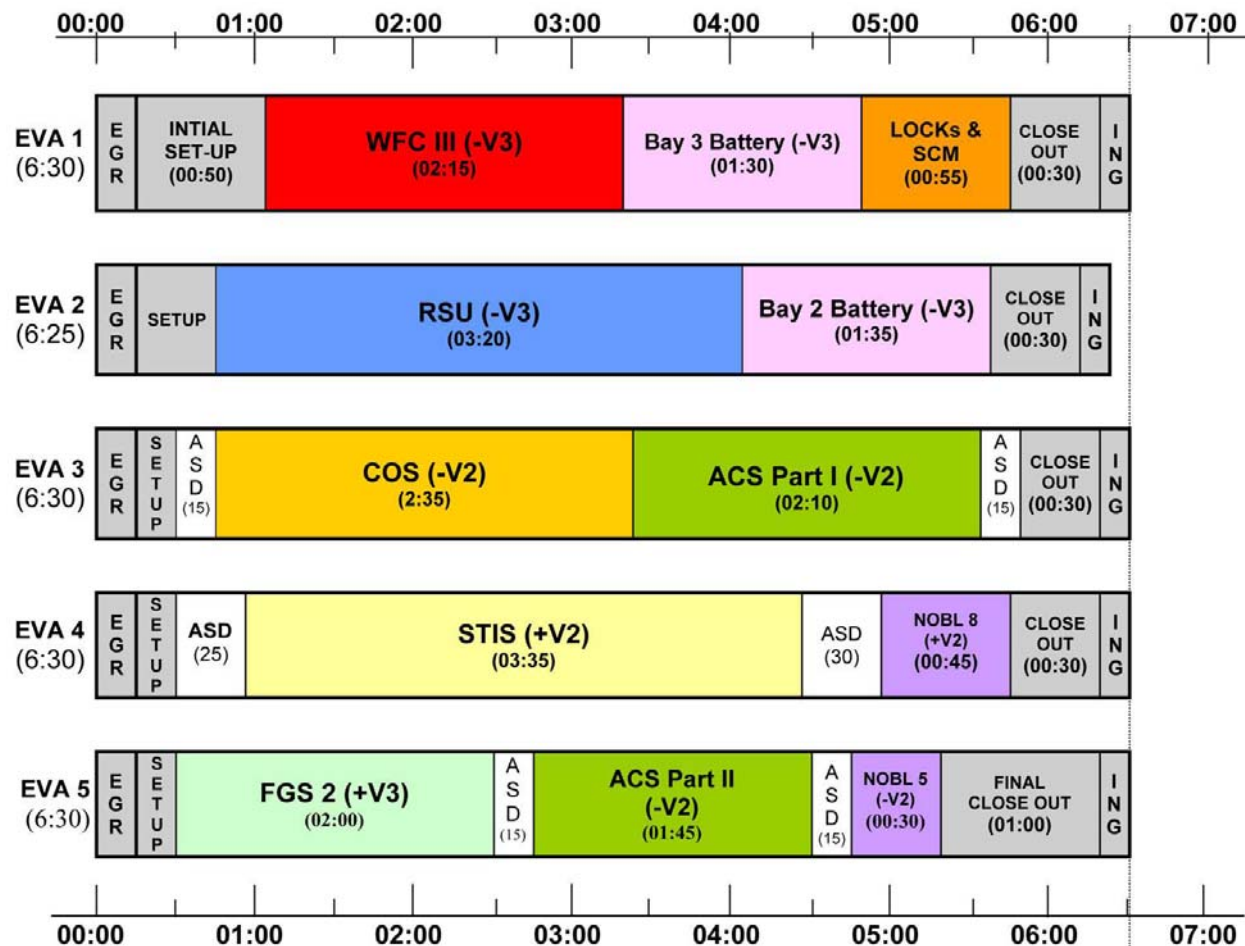 00:00 01:00 02:00 03:00 04:00 05:00 06:00 07:00
EVA 1
(6:30)
E
G
R
INTIAL
SET-UP
(00:50)
WFC III (-V3)
(02:15)
Bay 3 Battery (-V3)
(01:30)
LOCKs &
SCM
(00:55)
CLOSE
OUT
(00:30)
I
N
G
EVA 2
(6:25)
E
G
R
SETUP
RSU (-V3)
(03:20)
Bay 2 Battery (-V3)
(01:35)
CLOSE
OUT
(00:30)
I
N
G
EVA 3
(6:30)
E
G
R
S
E
T
U
P
A
S
D
(15)
COS (-V2)
(2:35)
ACS Part I (-V2)
(02:10)
A
S
D
(15)
CLOSE
OUT
(00:30)
I
N
G
EVA 4
(6:30)
E
G
R
S
E
T
U
P
ASD
(25)
STIS (+V2)
(03:35)
ASD
(30)
NOBL 8
(+V2)
(00:45)
CLOSE
OUT
(00:30)
I
N
G
EVA 5
(6:30)
E
G
R
S
E
T
U
P
FGS 2 (+V3)
(02:00)
A
S
D
(15)
ACS Part II
(-V2)
(01:45)
A
S
D
(15)
NOBL 5
(-V2)
(00:30)
FINAL
CLOSE OUT
(01:00)
I
N
G
00:00 01:00 02:00 03:00 04:00 05:00 06:00 07:00